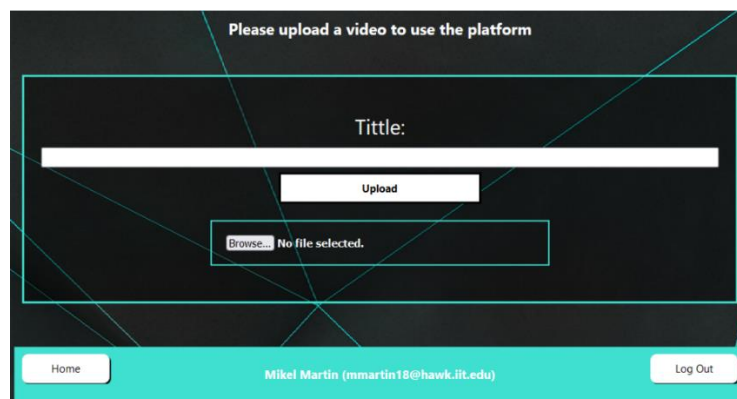 Please upload a video to use the platform
Tittle:
Upload
Browse... No file selected.
Home
Mikel Martin (mmartin18@hawk.iit.edu)
Log Out